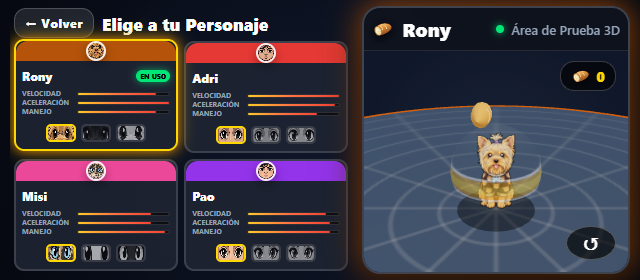 ← Volver
Elige a tu Personaje
Rony
EN USO
VELOCIDAD
ACELERACIÓN
MANEJO
Adri
VELOCIDAD
ACELERACIÓN
MANEJO
Misi
VELOCIDAD
ACELERACIÓN
MANEJO
Pao
VELOCIDAD
ACELERACIÓN
MANEJO
Rony
Área de Prueba 3D
0
↺